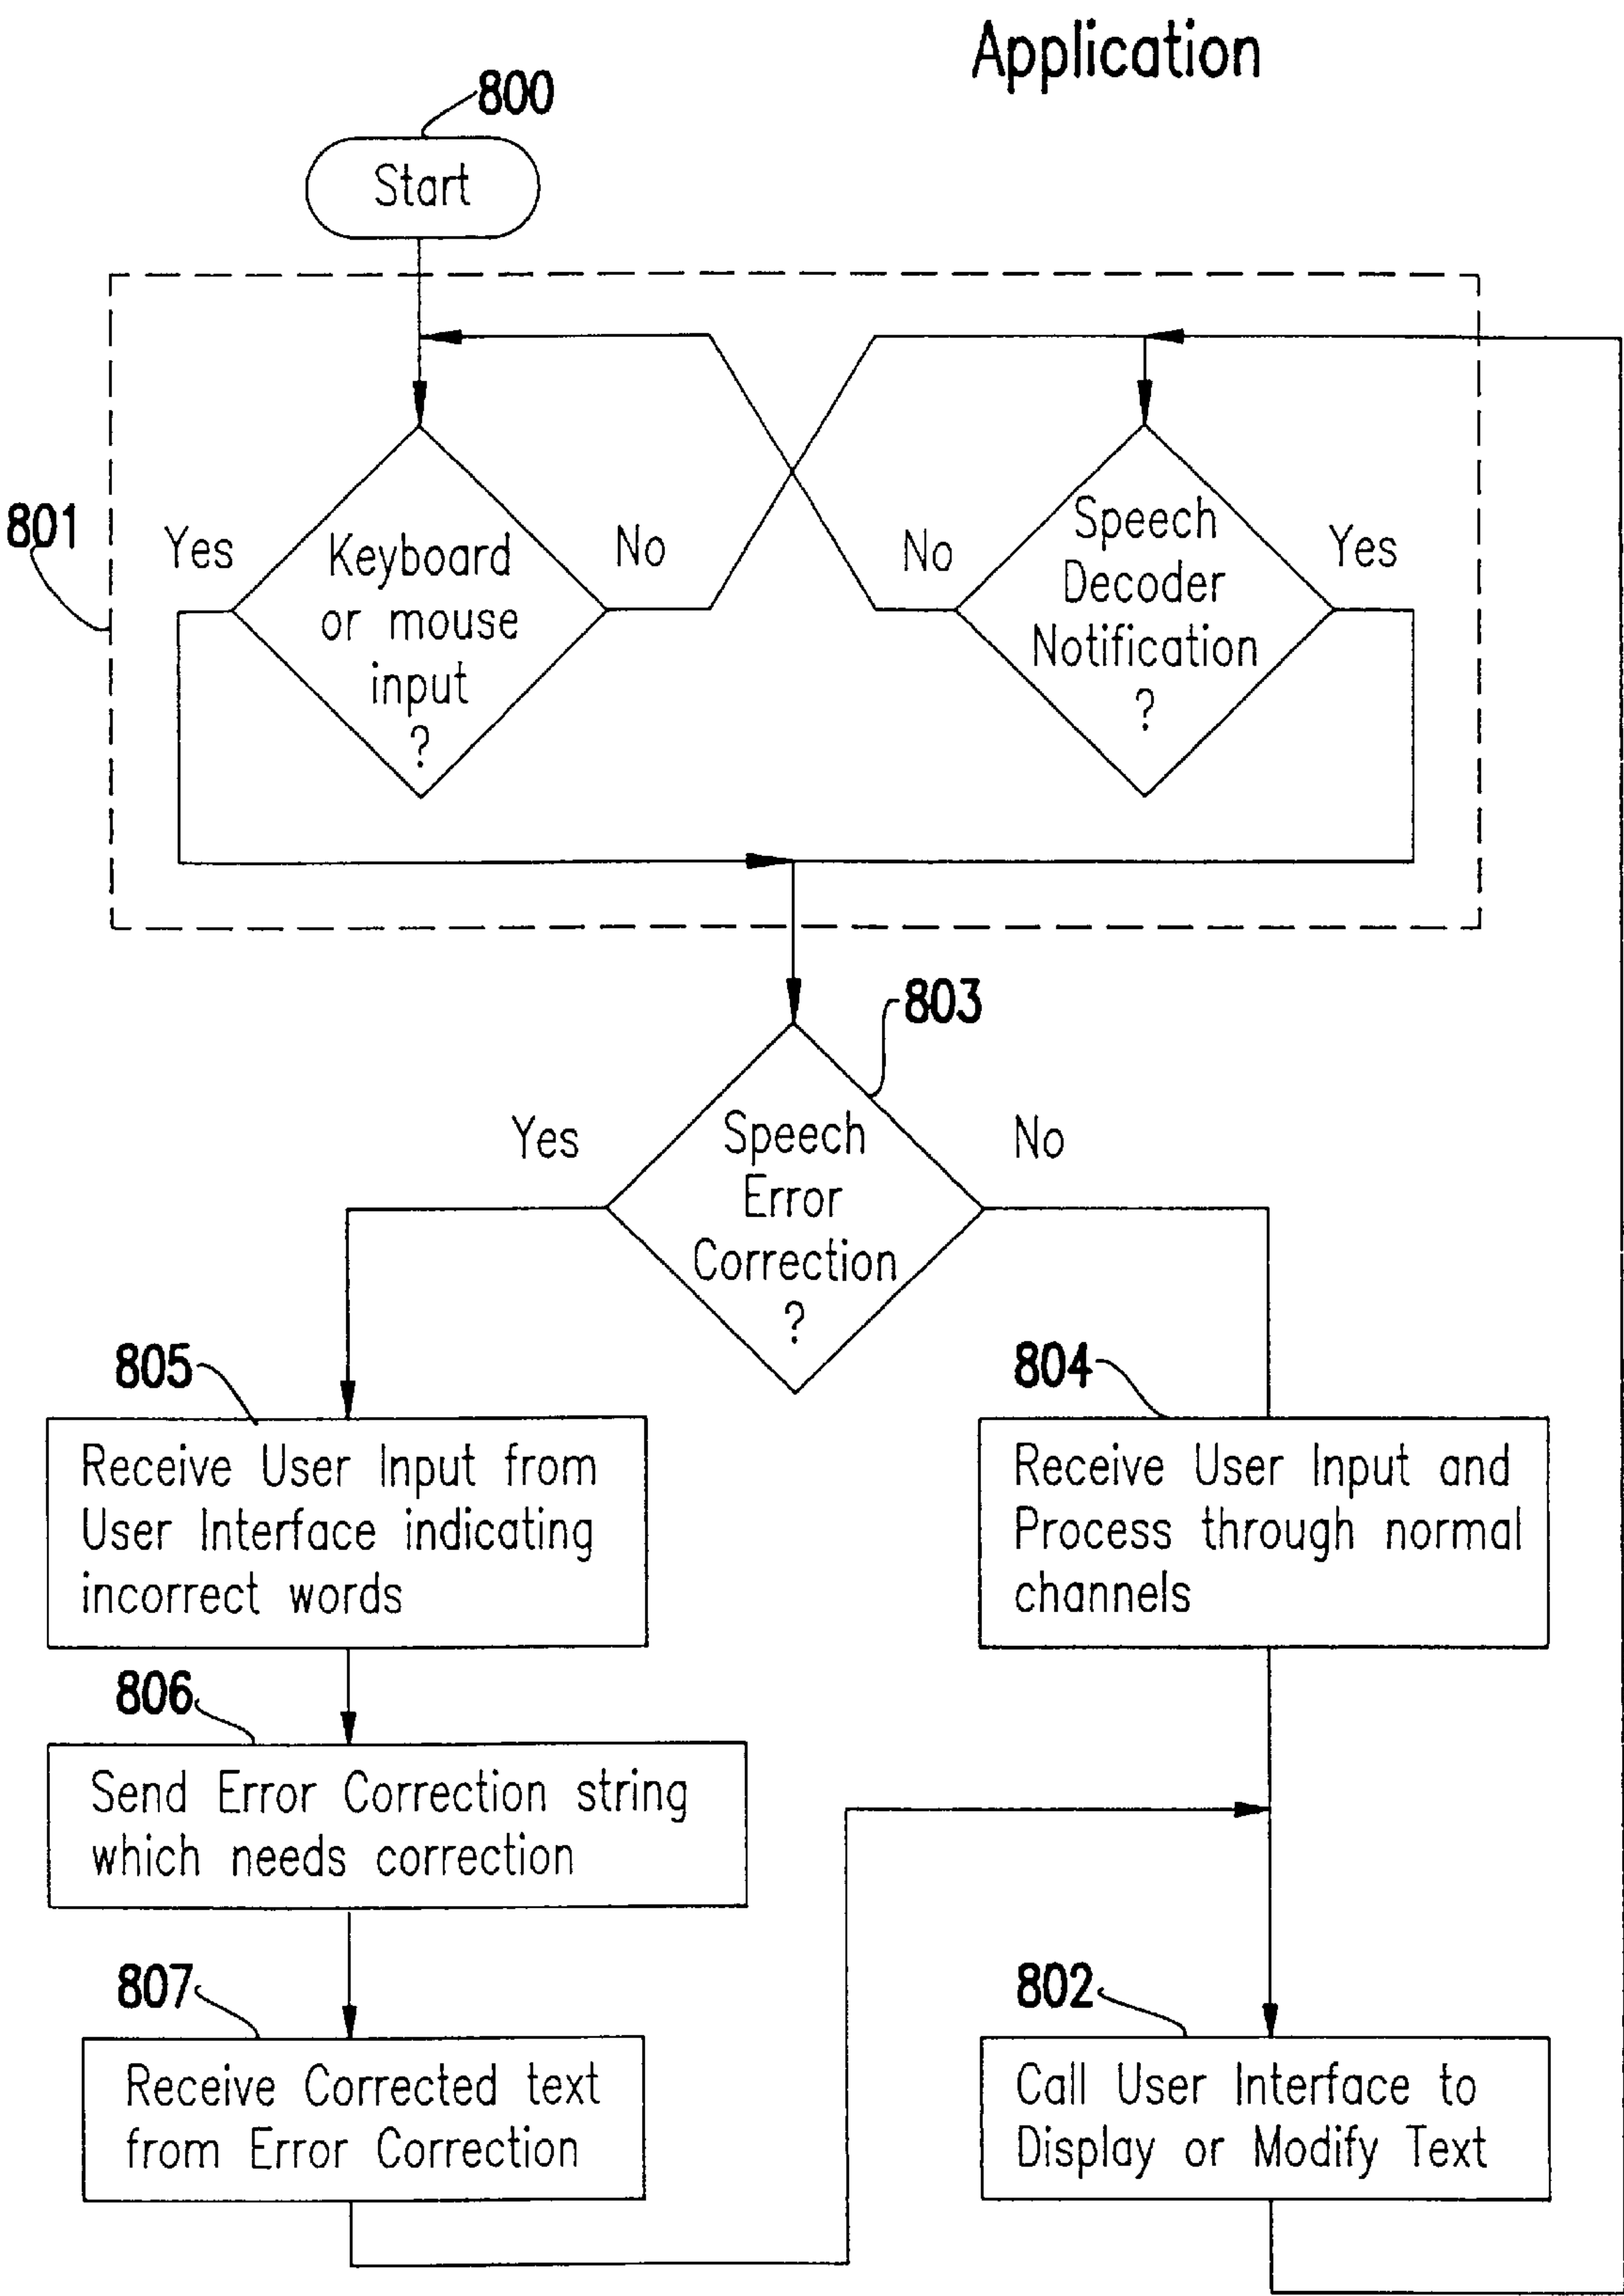 Application
800
Start
801
Yes
Keyboard
or mouse
input
?
No
No
Speech
Decoder
Notification
?
Yes
803
Yes
Speech
Error
Correction
?
No
805
Receive User Input from
User Interface indicating
incorrect words
804
Receive User Input and
Process through normal
channels
806
Send Error Correction string
which needs correction
807
Receive Corrected text
from Error Correction
802
Call User Interface to
Display or Modify Text